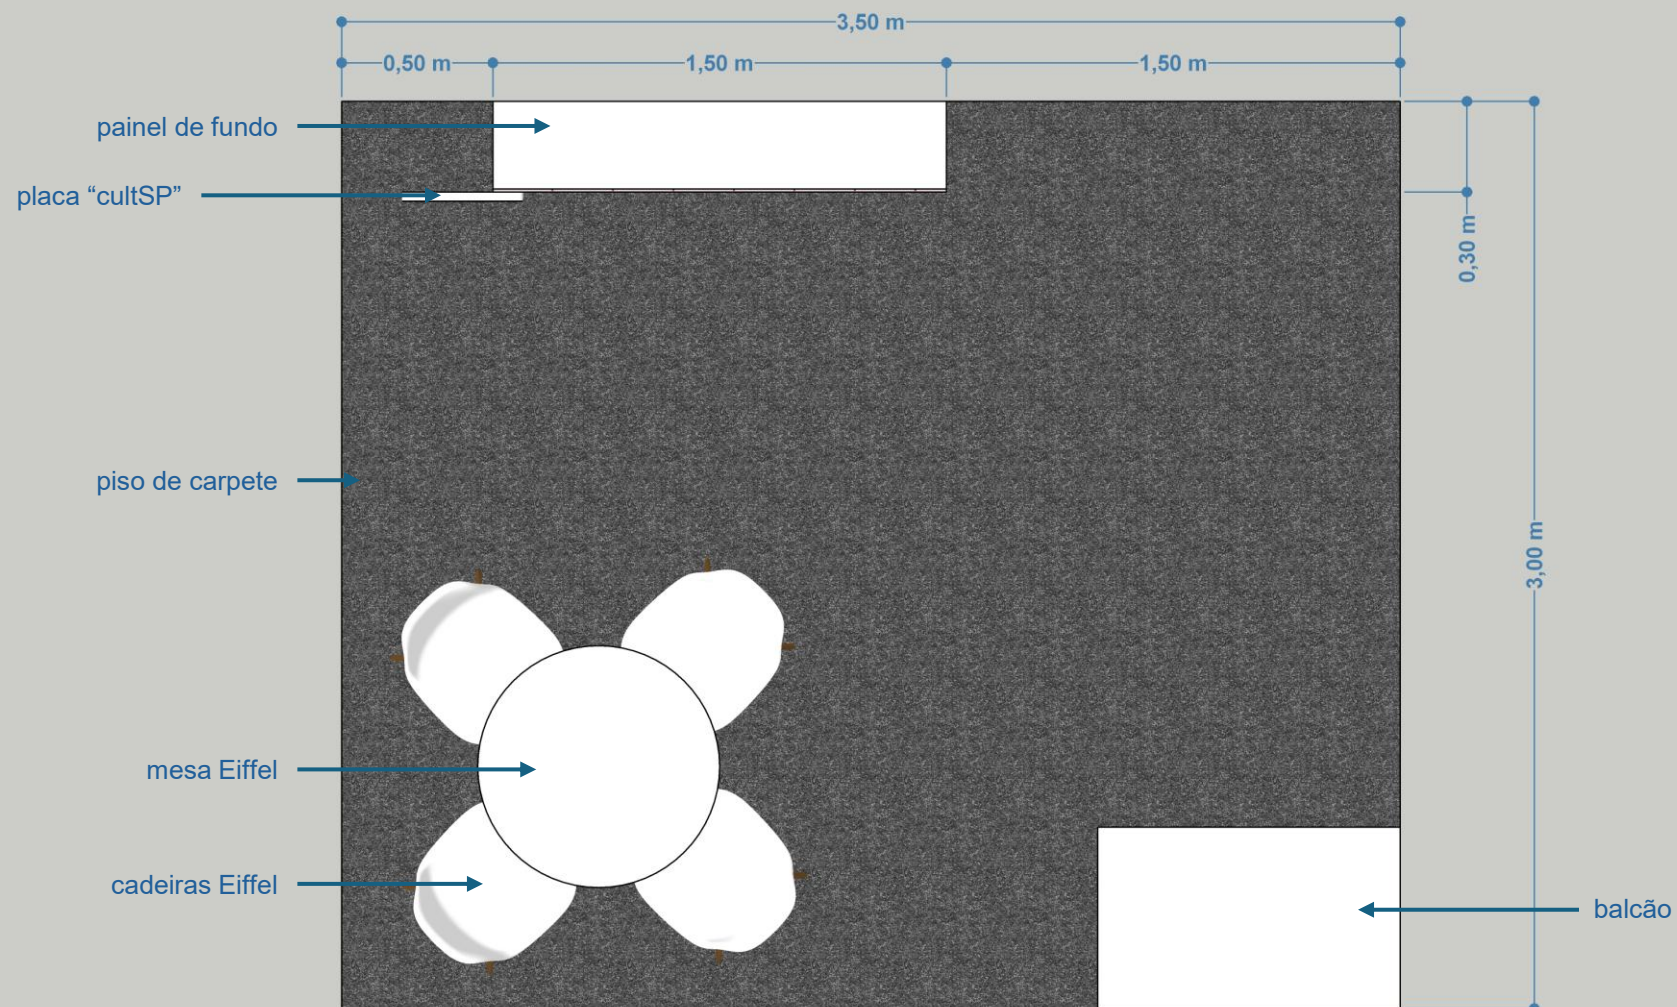 3,50 m
0,50 m
1,50 m
1,50 m
painel de fundo
placa “cultSP”
0,30 m
piso de carpete
3,00 m
mesa Eiffel
cadeiras Eiffel
balcão